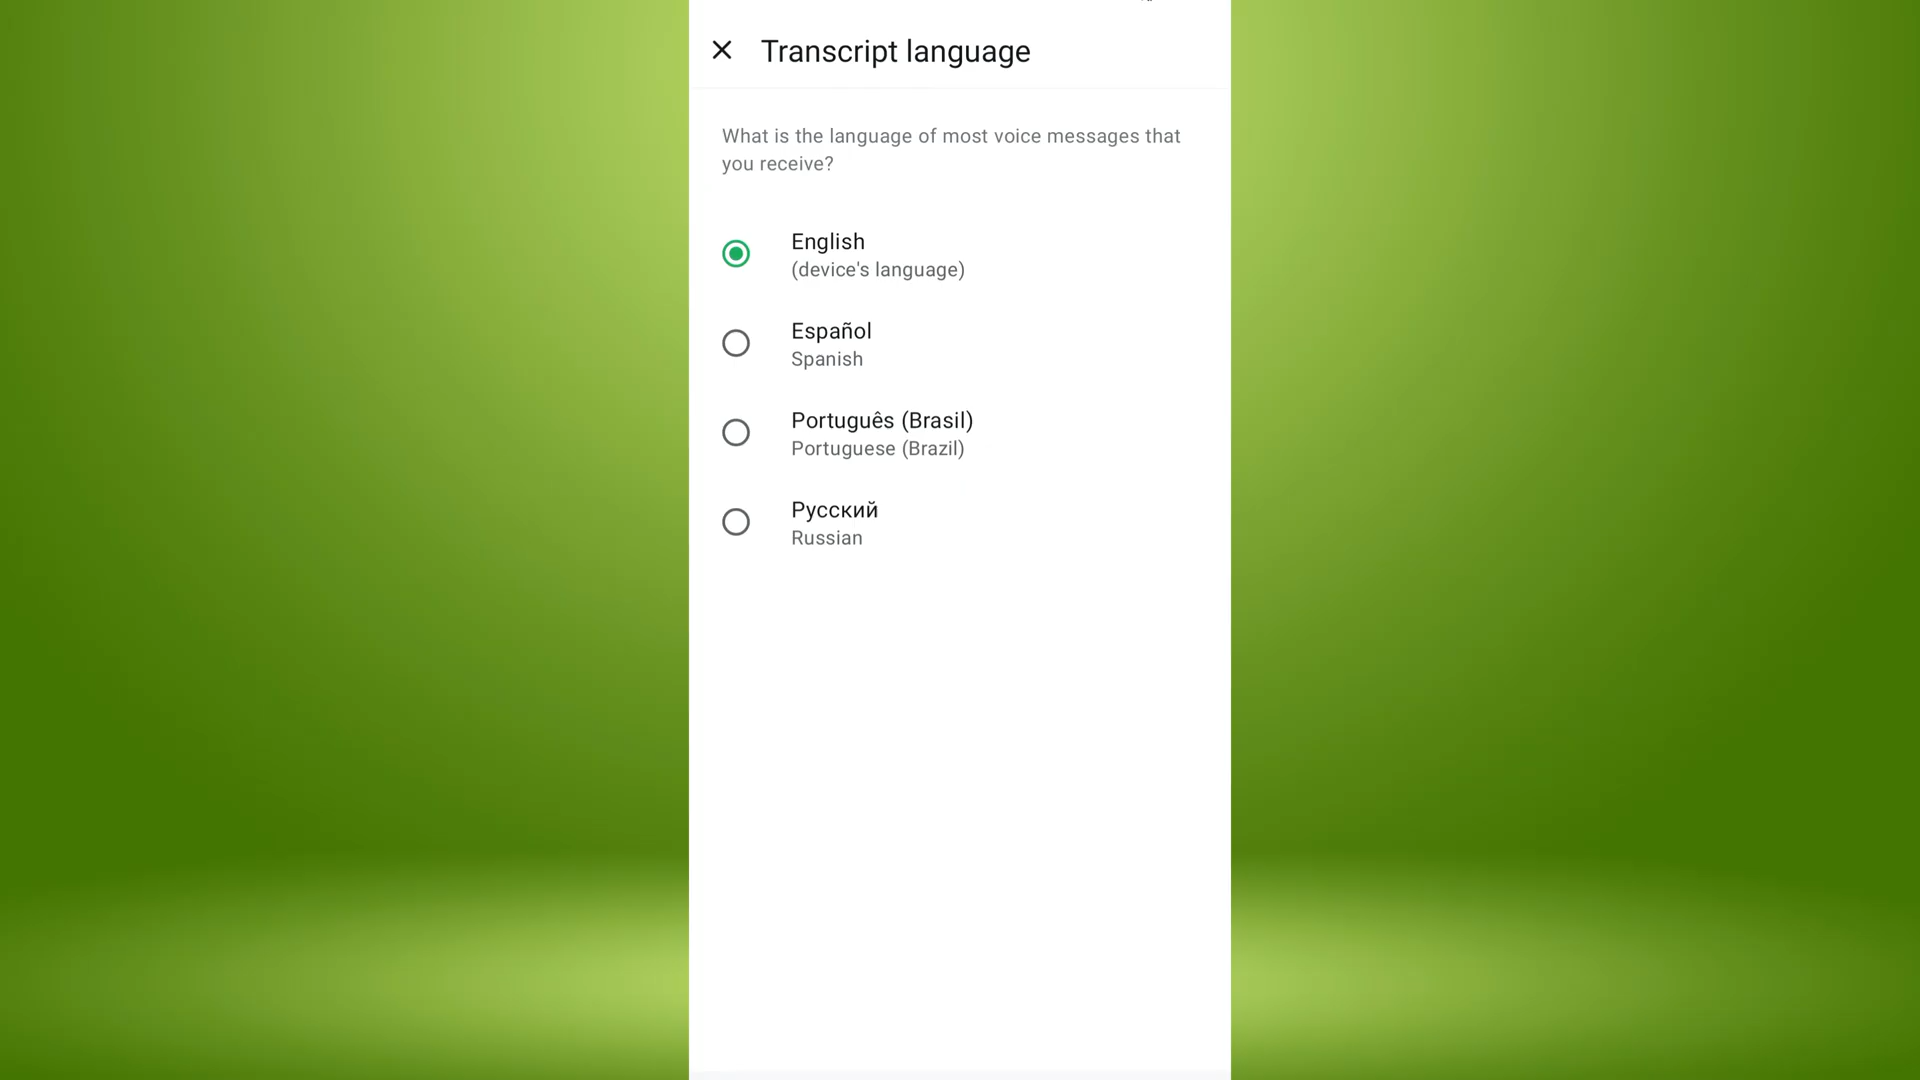 Transcript language
What is the language of most voice messages that
you receive?
English
(device's language)
Español
Spanish
Português (Brasil)
Portuguese (Brazil)
Русский
Russian